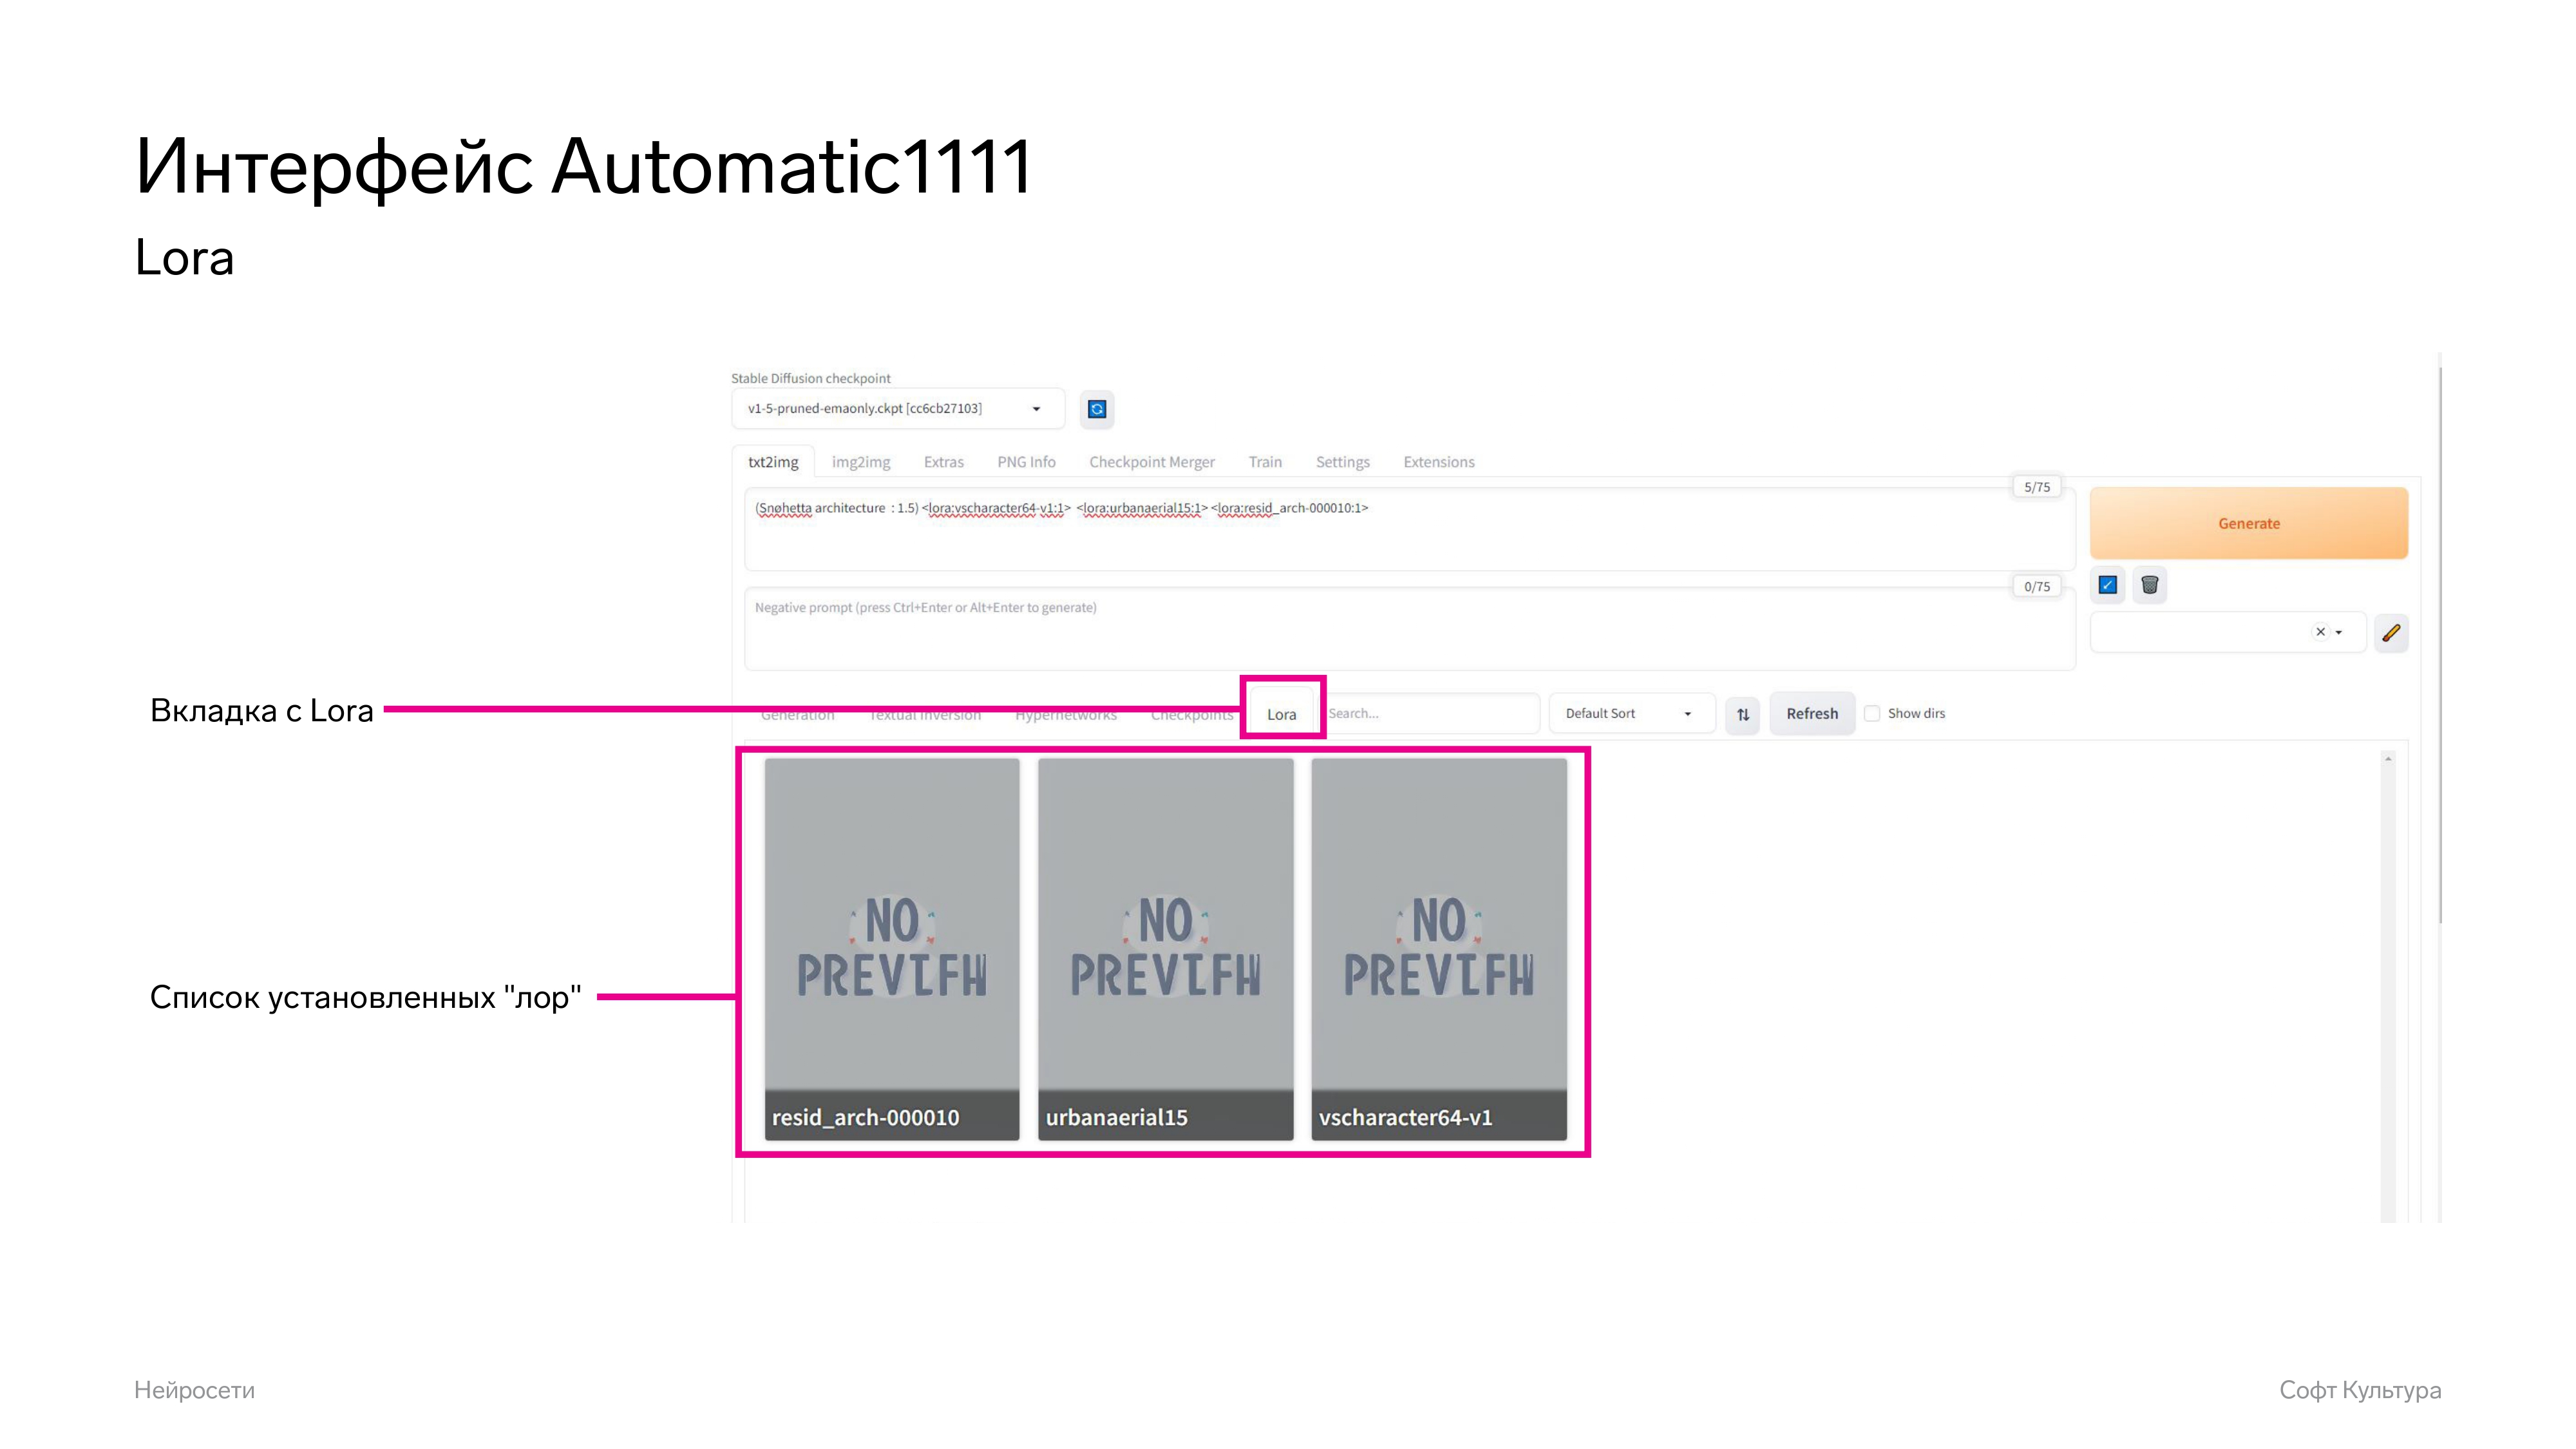 Интерфейс Automatic1111
Lora
Stable Diffusion checkpoint
v1-5-pruned-emaonly.ckpt [cc6cb27103]
txt2img img2img Extras PNG Info Checkpoint Merger Train Settings Extensions
5/75
(Snøhetta architecture : 1.5) <lora:vscharacter64-v1:1> <lora:urbanaerial15:1> <lora:resid_arch-000010:1>
Generate
0/75
Negative prompt (press Ctrl+Enter or Alt+Enter to generate)
Вкладка с Lora
Generation Textual Inversion Hypernetworks Checkpoints Lora Search... Default Sort Refresh Show dirs
NO
NO
NO
Список установленных "лор"
resid_arch-000010 urbanaerial15 vscharacter64-v1
Нейросети
Софт Культура